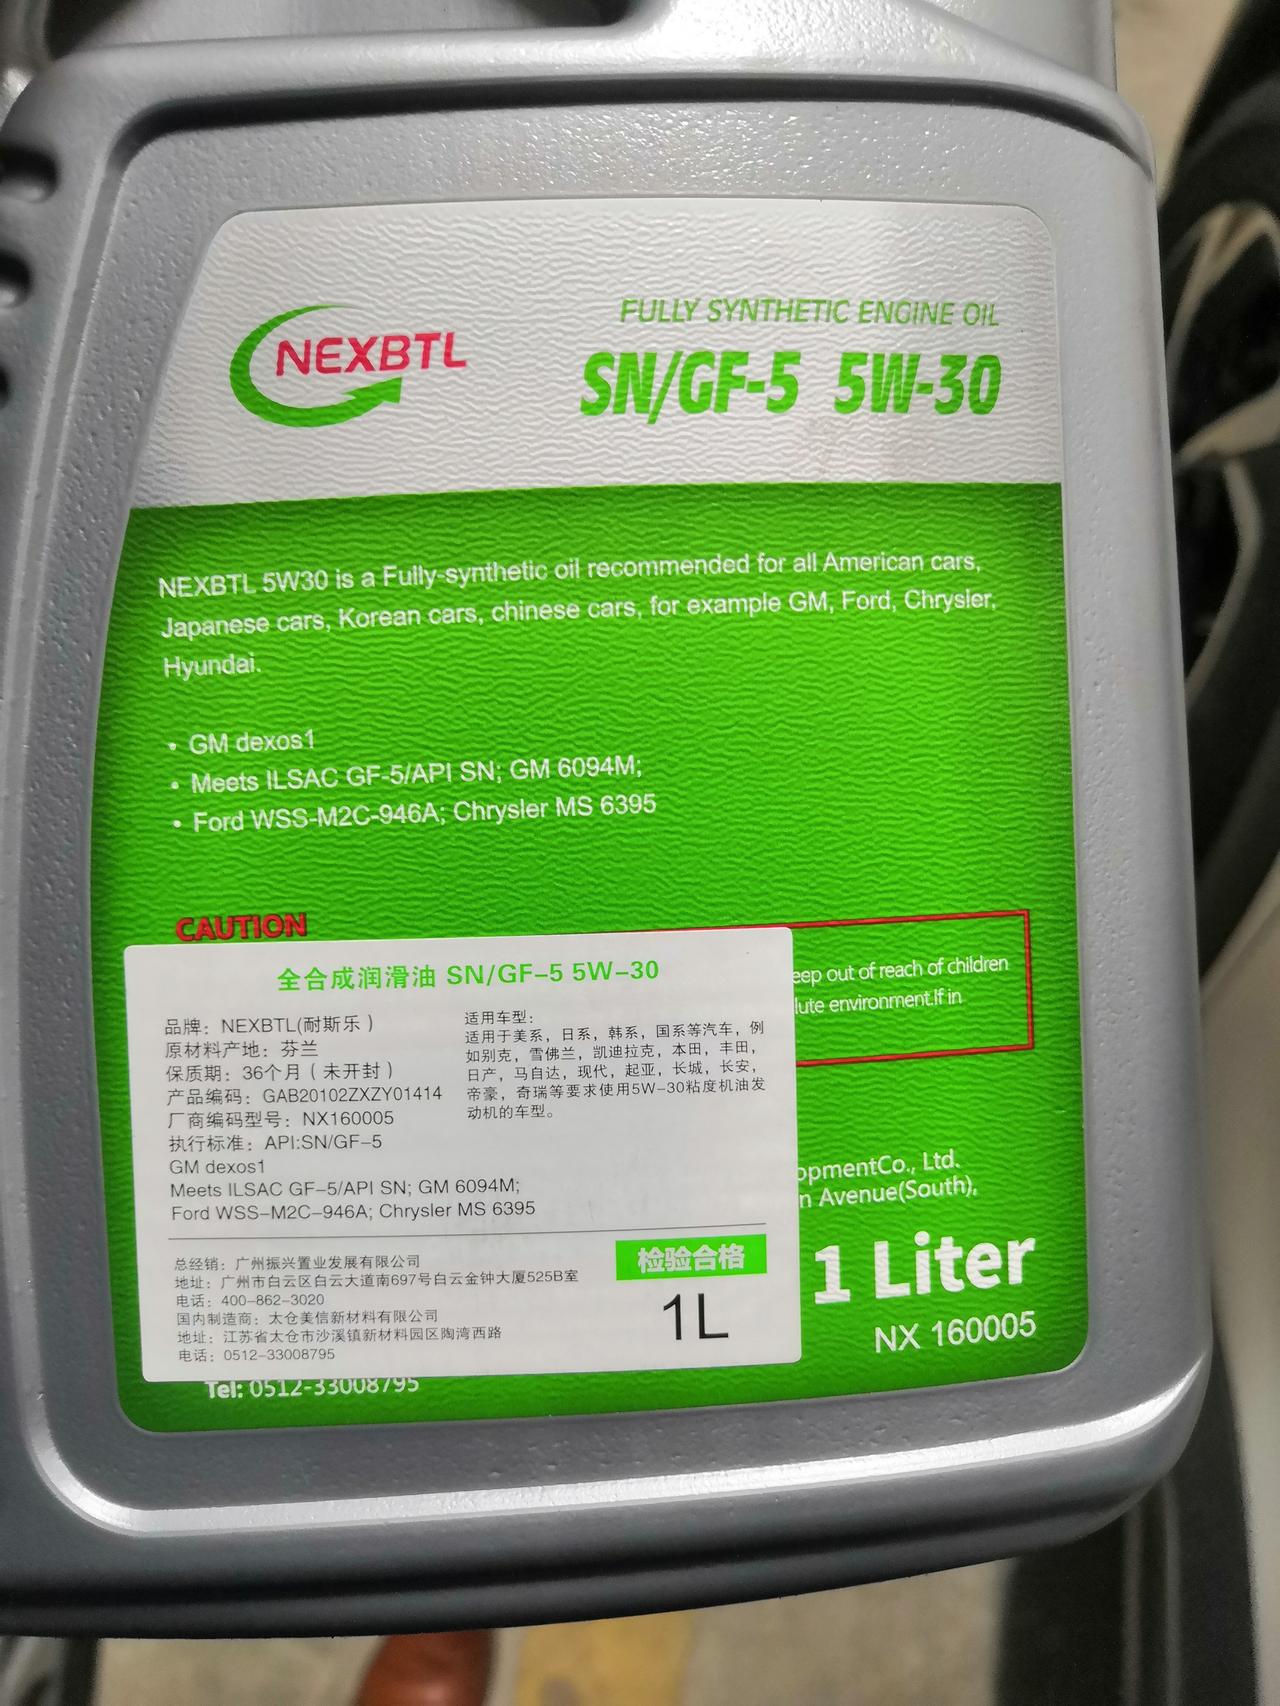 NEXBTL
FULLY SYNTHETIC ENGINE OIL
SN/GF-5 5W-30
NEXBTL 5W30 is a Fully-synthetic oil recommended for all American cars,
Japanese cars, Korean cars, chinese cars, for example GM, Ford, Chrysler,
Hyundai.
• GM dexos1
• Meets ILSAC GF-5/API SN; GM 6094M;
• Ford WSS-M2C-946A; Chrysler MS 6395
CAUTION
eep out of reach of children
lute environment.If in
全合成润滑油 SN/GF-5 5W-30
品牌：NEXBTL(耐斯乐)
原材料产地：芬兰
保质期：36个月（未开封）
产品编码：GAB20102ZXZY01414
厂商编码型号：NX160005
执行标准：API:SN/GF-5
GM dexos1
Meets ILSAC GF-5/API SN; GM 6094M;
Ford WSS-M2C-946A; Chrysler MS 6395
适用车型：
适用于美系，日系，韩系，国系等汽车，例
如别克，雪佛兰，凯迪拉克，本田，丰田，
日产，马自达，现代，起亚，长城，长安，
帝豪，奇瑞等要求使用5W-30粘度机油发
动机的车型。
总经销：广州振兴置业发展有限公司
地址：广州市白云区白云大道南697号白云金钟大厦525B室
电话：400-862-3020
国内制造商：太仓美信新材料有限公司
地址：江苏省太仓市沙溪镇新材料园区陶湾西路
电话：0512-33008795
检验合格
1L
opmentCo., Ltd.
n Avenue(South),
1 Liter
NX 160005
Tel: 0512-33008795